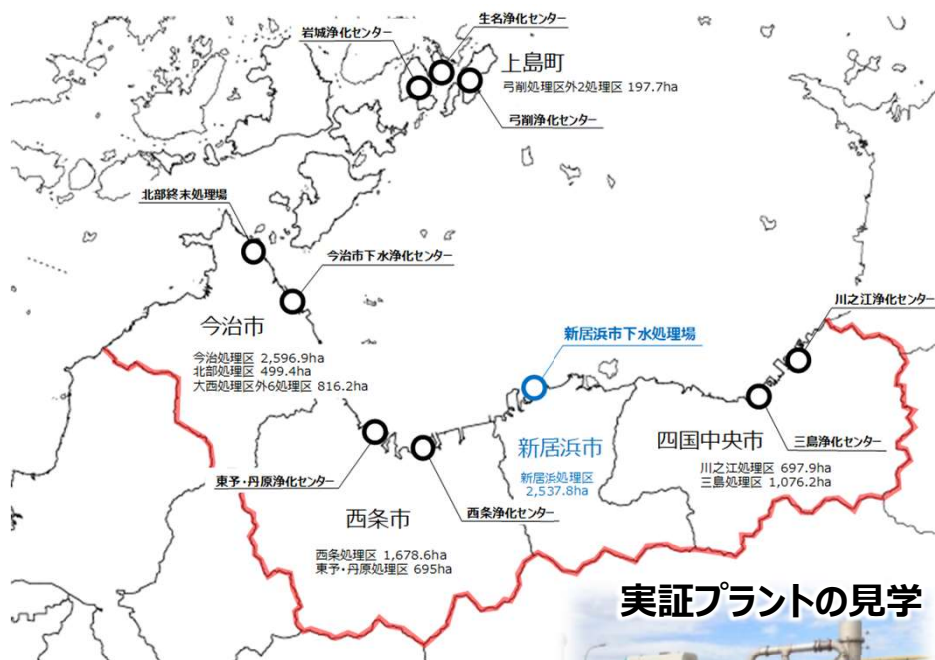 生名浄化センター
岩城浄化センター
上島町
弓削処理区外2処理区 197.7ha
弓削浄化センター
北部終末処理場
今治市下水浄化センター
川之江浄化センター
今治市
新居浜市下水処理場
今治処理区 2,596.9ha
北部処理区 499.4ha
大西処理区外6処理区 816.2ha
四国中央市
三島浄化センター
新居浜市
川之江処理区 697.9ha
三島処理区 1,076.2ha
新居浜処理区
2,537.8ha
東予・丹原浄化センター
西条浄化センター
西条市
西条処理区 1,678.6ha
東予・丹原処理区 695ha
実証プラントの見学